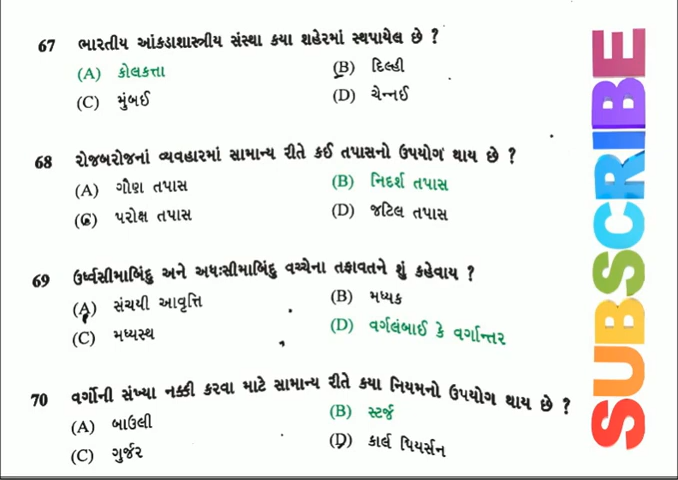 67 ભારતીય આંકડાશાસ્ત્રીય સંસ્થા કયા શહેરમાં સ્થપાયેલ છે ?
(A) કોલકત્તા (B) દિલ્હી
(C) મુંબઈ (D) ચેન્નઈ
68 રોજબરોજનાં વ્યવહારમાં સામાન્ય રીતે કઈ તપાસનો ઉપયોગ થાય છે ?
(A) ગૌણ તપાસ (B) નિદર્શ તપાસ
(C) પરોક્ષ તપાસ (D) જટિલ તપાસ
69 ઉર્ધ્વસીમાબિંદુ અને અધઃસીમાબિંદુ વચ્ચેના તફાવતને શું કહેવાય ?
(A) સંચયી આવૃત્તિ (B) મધ્યક
(C) મધ્યસ્થ (D) વર્ગલંબાઈ કે વર્ગાન્તર
70 વર્ગોની સંખ્યા નક્કી કરવા માટે સામાન્ય રીતે ક્યા નિયમનો ઉપયોગ થાય છે ?
(A) બાઉલી (B) સ્ટર્જ
(C) ગુર્જર (D) કાર્લ પિયર્સન
SUBSCRIBE